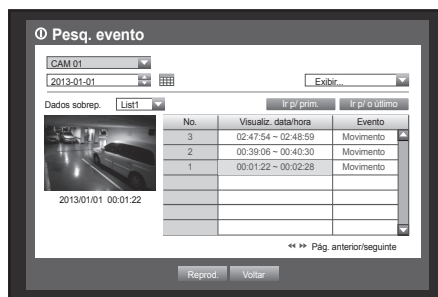 Pesq. evento
CAM 01
2013-01-01
Exibir...
Dados sobrep. List1 Ir p/ prim. Ir p/ o útlimo
No. Visualiz. data/hora Evento
3 02:47:54 ~ 02:48:59 Movimento
2 00:39:06 ~ 00:40:30 Movimento
1 00:01:22 ~ 00:02:28 Movimento
2013/01/01 00:01:22
Pág. anterior/seguinte
Reprod. Voltar